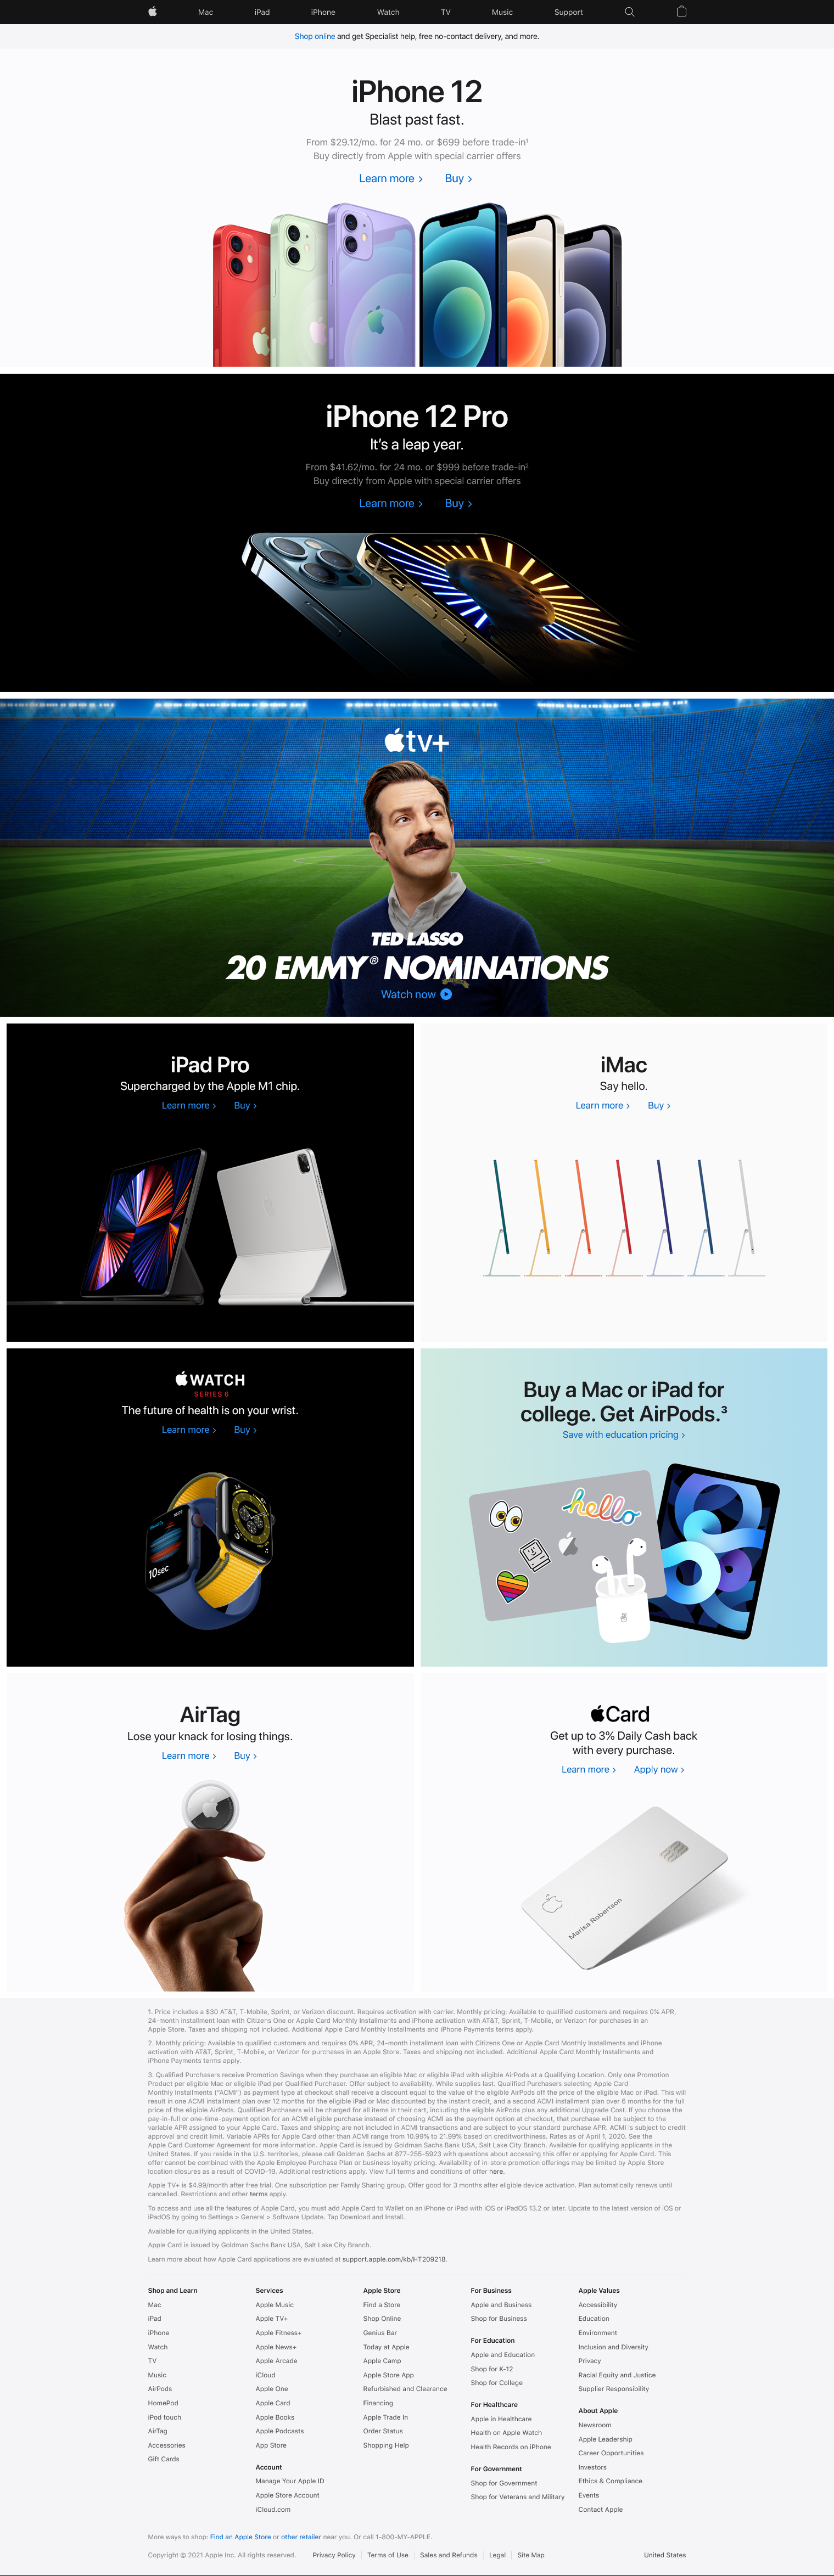 Mac
iPad
iPhone
Watch
TV
Music
Support
Shop online and get Specialist help, free no-contact delivery, and more.
iPhone 12
Blast past fast.
From $29.12/mo. for 24 mo. or $699 before trade-in¹
Buy directly from Apple with special carrier offers
Learn more >
Buy >
iPhone 12 Pro
It's a leap year.
From $41.62/mo. for 24 mo. or $999 before trade-in²
Buy directly from Apple with special carrier offers
Learn more >
Buy >
tv+
TED LASSO
20 EMMY® NOMINATIONS
Watch now
iPad Pro
Supercharged by the Apple M1 chip.
Learn more >
Buy >
iMac
Say hello.
Learn more >
Buy >
WATCH
SERIES 6
The future of health is on your wrist.
Learn more >
Buy >
10sec
Buy a Mac or iPad for
college. Get AirPods.³
Save with education pricing >
hello
AirTag
Lose your knack for losing things.
Learn more >
Buy >
Card
Get up to 3% Daily Cash back
with every purchase.
Learn more >
Apply now >
Marisa Robertson
1. Price includes a $30 AT&T, T-Mobile, Sprint, or Verizon discount. Requires activation with carrier. Monthly pricing: Available to qualified customers and requires 0% APR,
24-month installment loan with Citizens One or Apple Card Monthly Installments and iPhone activation with AT&T, Sprint, T-Mobile, or Verizon for purchases in an
Apple Store. Taxes and shipping not included. Additional Apple Card Monthly Installments and iPhone Payments terms apply.
2. Monthly pricing: Available to qualified customers and requires 0% APR, 24-month installment loan with Citizens One or Apple Card Monthly Installments and iPhone
activation with AT&T, Sprint, T-Mobile, or Verizon for purchases in an Apple Store. Taxes and shipping not included. Additional Apple Card Monthly Installments and
iPhone Payments terms apply.
3. Qualified Purchasers receive Promotion Savings when they purchase an eligible Mac or eligible iPad with eligible AirPods at a Qualifying Location. Only one Promotion
Product per eligible Mac or eligible iPad per Qualified Purchaser. Offer subject to availability. While supplies last. Qualified Purchasers selecting Apple Card
Monthly Installments ("ACMI") as payment type at checkout shall receive a discount equal to the value of the eligible AirPods off the price of the eligible Mac or iPad. This will
result in one ACMI installment plan over 12 months for the eligible iPad or Mac discounted by the instant credit, and a second ACMI installment plan over 6 months for the full
price of the eligible AirPods. Qualified Purchasers will be charged for all items in their cart, including the eligible AirPods plus any additional Upgrade Cost. If you choose the
pay-in-full or one-time-payment option for an ACMI eligible purchase instead of choosing ACMI as the payment option at checkout, that purchase will be subject to the
variable APR assigned to your Apple Card. Taxes and shipping are not included in ACMI transactions and are subject to your standard purchase APR. ACMI is subject to credit
approval and credit limit. Variable APRs for Apple Card other than ACMI range from 10.99% to 21.99% based on creditworthiness. Rates as of April 1, 2020. See the
Apple Card Customer Agreement for more information. Apple Card is issued by Goldman Sachs Bank USA, Salt Lake City Branch. Available for qualifying applicants in the
United States. If you reside in the U.S. territories, please call Goldman Sachs at 877-255-5923 with questions about accessing this offer or applying for Apple Card. This
offer cannot be combined with the Apple Employee Purchase Plan or business loyalty pricing. Availability of in-store promotion offerings may be limited by Apple Store
location closures as a result of COVID-19. Additional restrictions apply. View full terms and conditions of offer here.
Apple TV+ is $4.99/month after free trial. One subscription per Family Sharing group. Offer good for 3 months after eligible device activation. Plan automatically renews until
cancelled. Restrictions and other terms apply.
To access and use all the features of Apple Card, you must add Apple Card to Wallet on an iPhone or iPad with iOS or iPadOS 13.2 or later. Update to the latest version of iOS or
iPadOS by going to Settings > General > Software Update. Tap Download and Install.
Available for qualifying applicants in the United States.
Apple Card is issued by Goldman Sachs Bank USA, Salt Lake City Branch.
Learn more about how Apple Card applications are evaluated at support.apple.com/kb/HT209218.
Shop and Learn
Mac
iPad
iPhone
Watch
TV
Music
AirPods
HomePod
iPod touch
AirTag
Accessories
Gift Cards
Services
Apple Music
Apple TV+
Apple Fitness+
Apple News+
Apple Arcade
iCloud
Apple One
Apple Card
Apple Books
Apple Podcasts
App Store
Account
Manage Your Apple ID
Apple Store Account
iCloud.com
Apple Store
Find a Store
Shop Online
Genius Bar
Today at Apple
Apple Camp
Apple Store App
Refurbished and Clearance
Financing
Apple Trade In
Order Status
Shopping Help
For Business
Apple and Business
Shop for Business
For Education
Apple and Education
Shop for K-12
Shop for College
For Healthcare
Apple in Healthcare
Health on Apple Watch
Health Records on iPhone
For Government
Shop for Government
Shop for Veterans and Military
Apple Values
Accessibility
Education
Environment
Inclusion and Diversity
Privacy
Racial Equity and Justice
Supplier Responsibility
About Apple
Newsroom
Apple Leadership
Career Opportunities
Investors
Ethics & Compliance
Events
Contact Apple
More ways to shop: Find an Apple Store or other retailer near you. Or call 1-800-MY-APPLE.
Copyright © 2021 Apple Inc. All rights reserved.
Privacy Policy
Terms of Use
Sales and Refunds
Legal
Site Map
United States